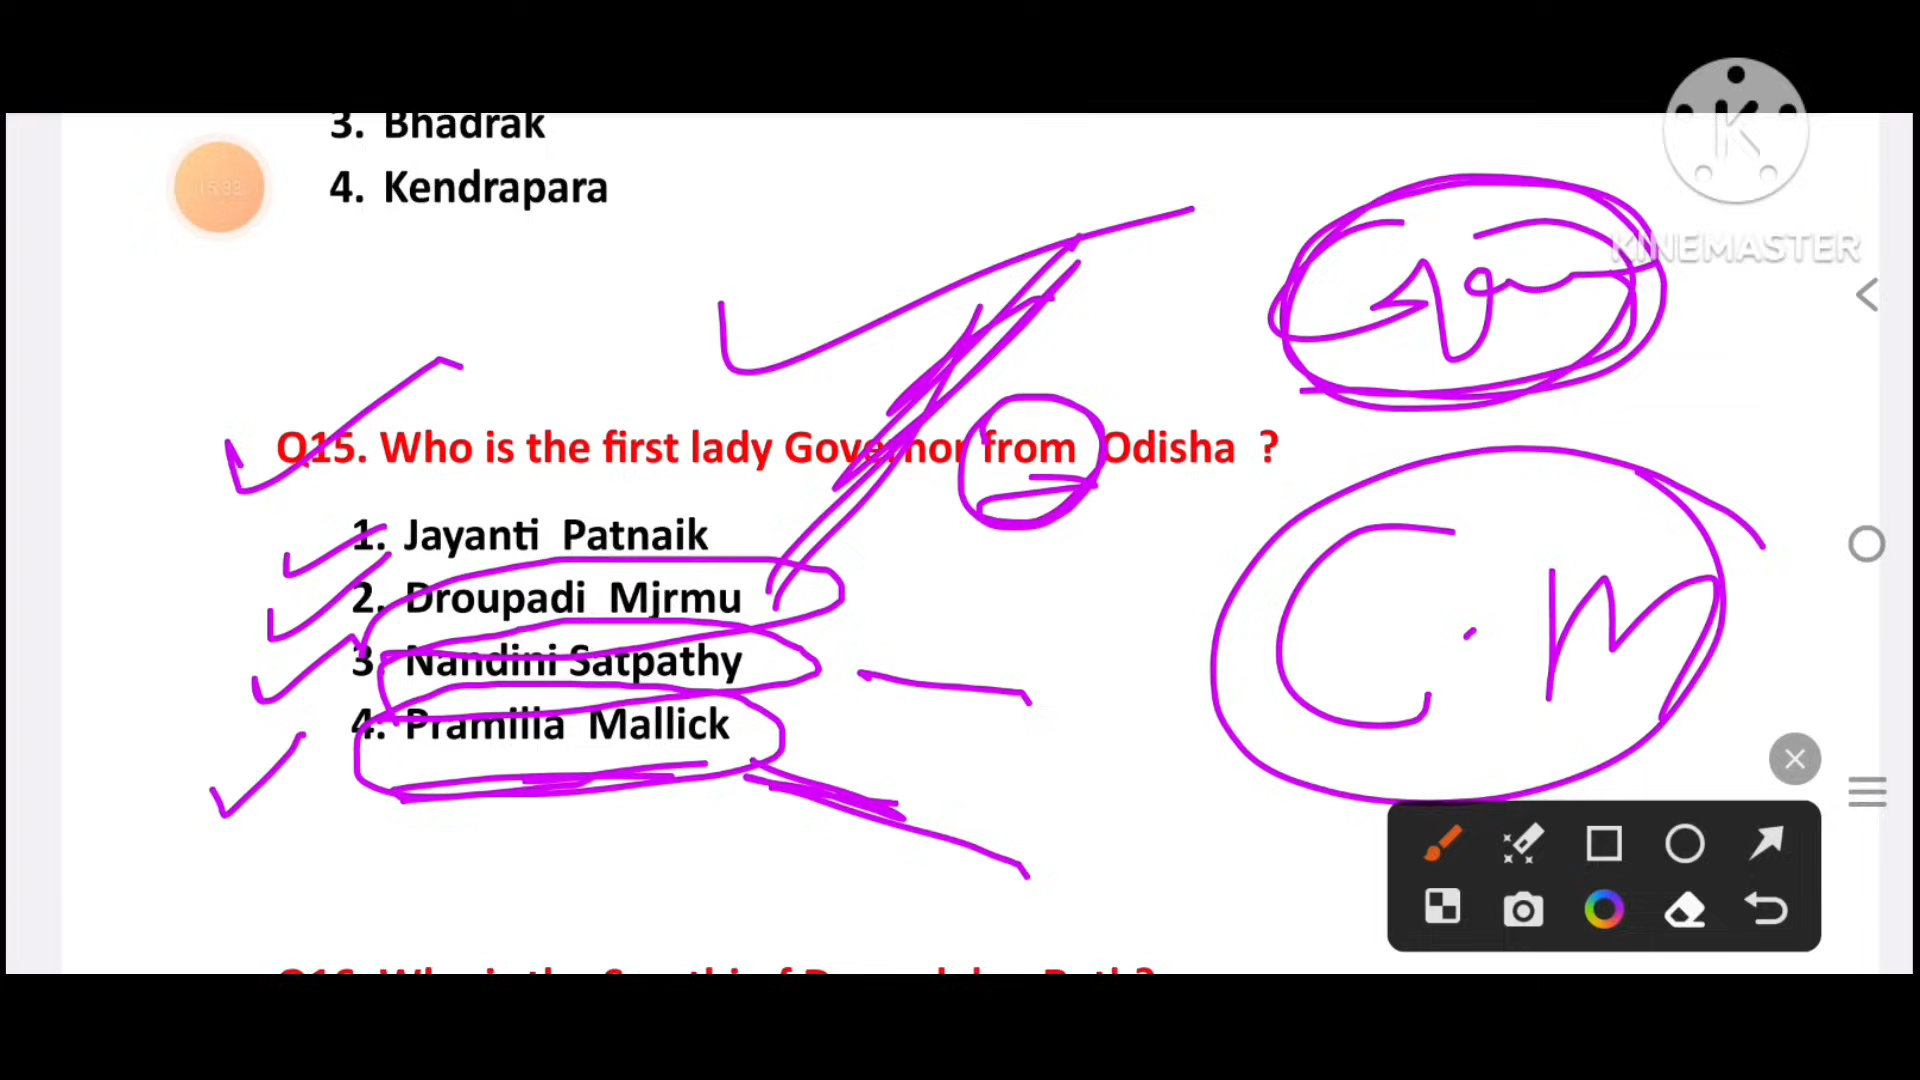 3. Bhadrak
4. Kendrapara
KINEMASTER
Q15. Who is the first lady Governor from Odisha ?
1. Jayanti Patnaik
2. Droupadi Mjrmu
3. Nandini Satpathy
4. Pramilla Mallick
C.M